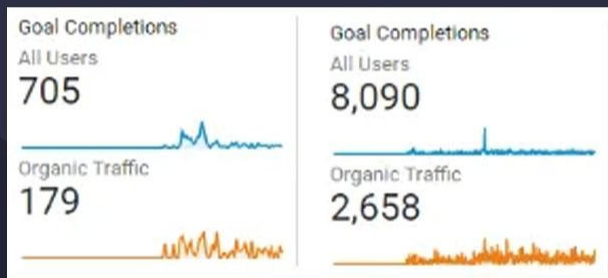 Goal Completions
All Users
705
Organic Traffic
179
Goal Completions
All Users
8,090
Organic Traffic
2,658